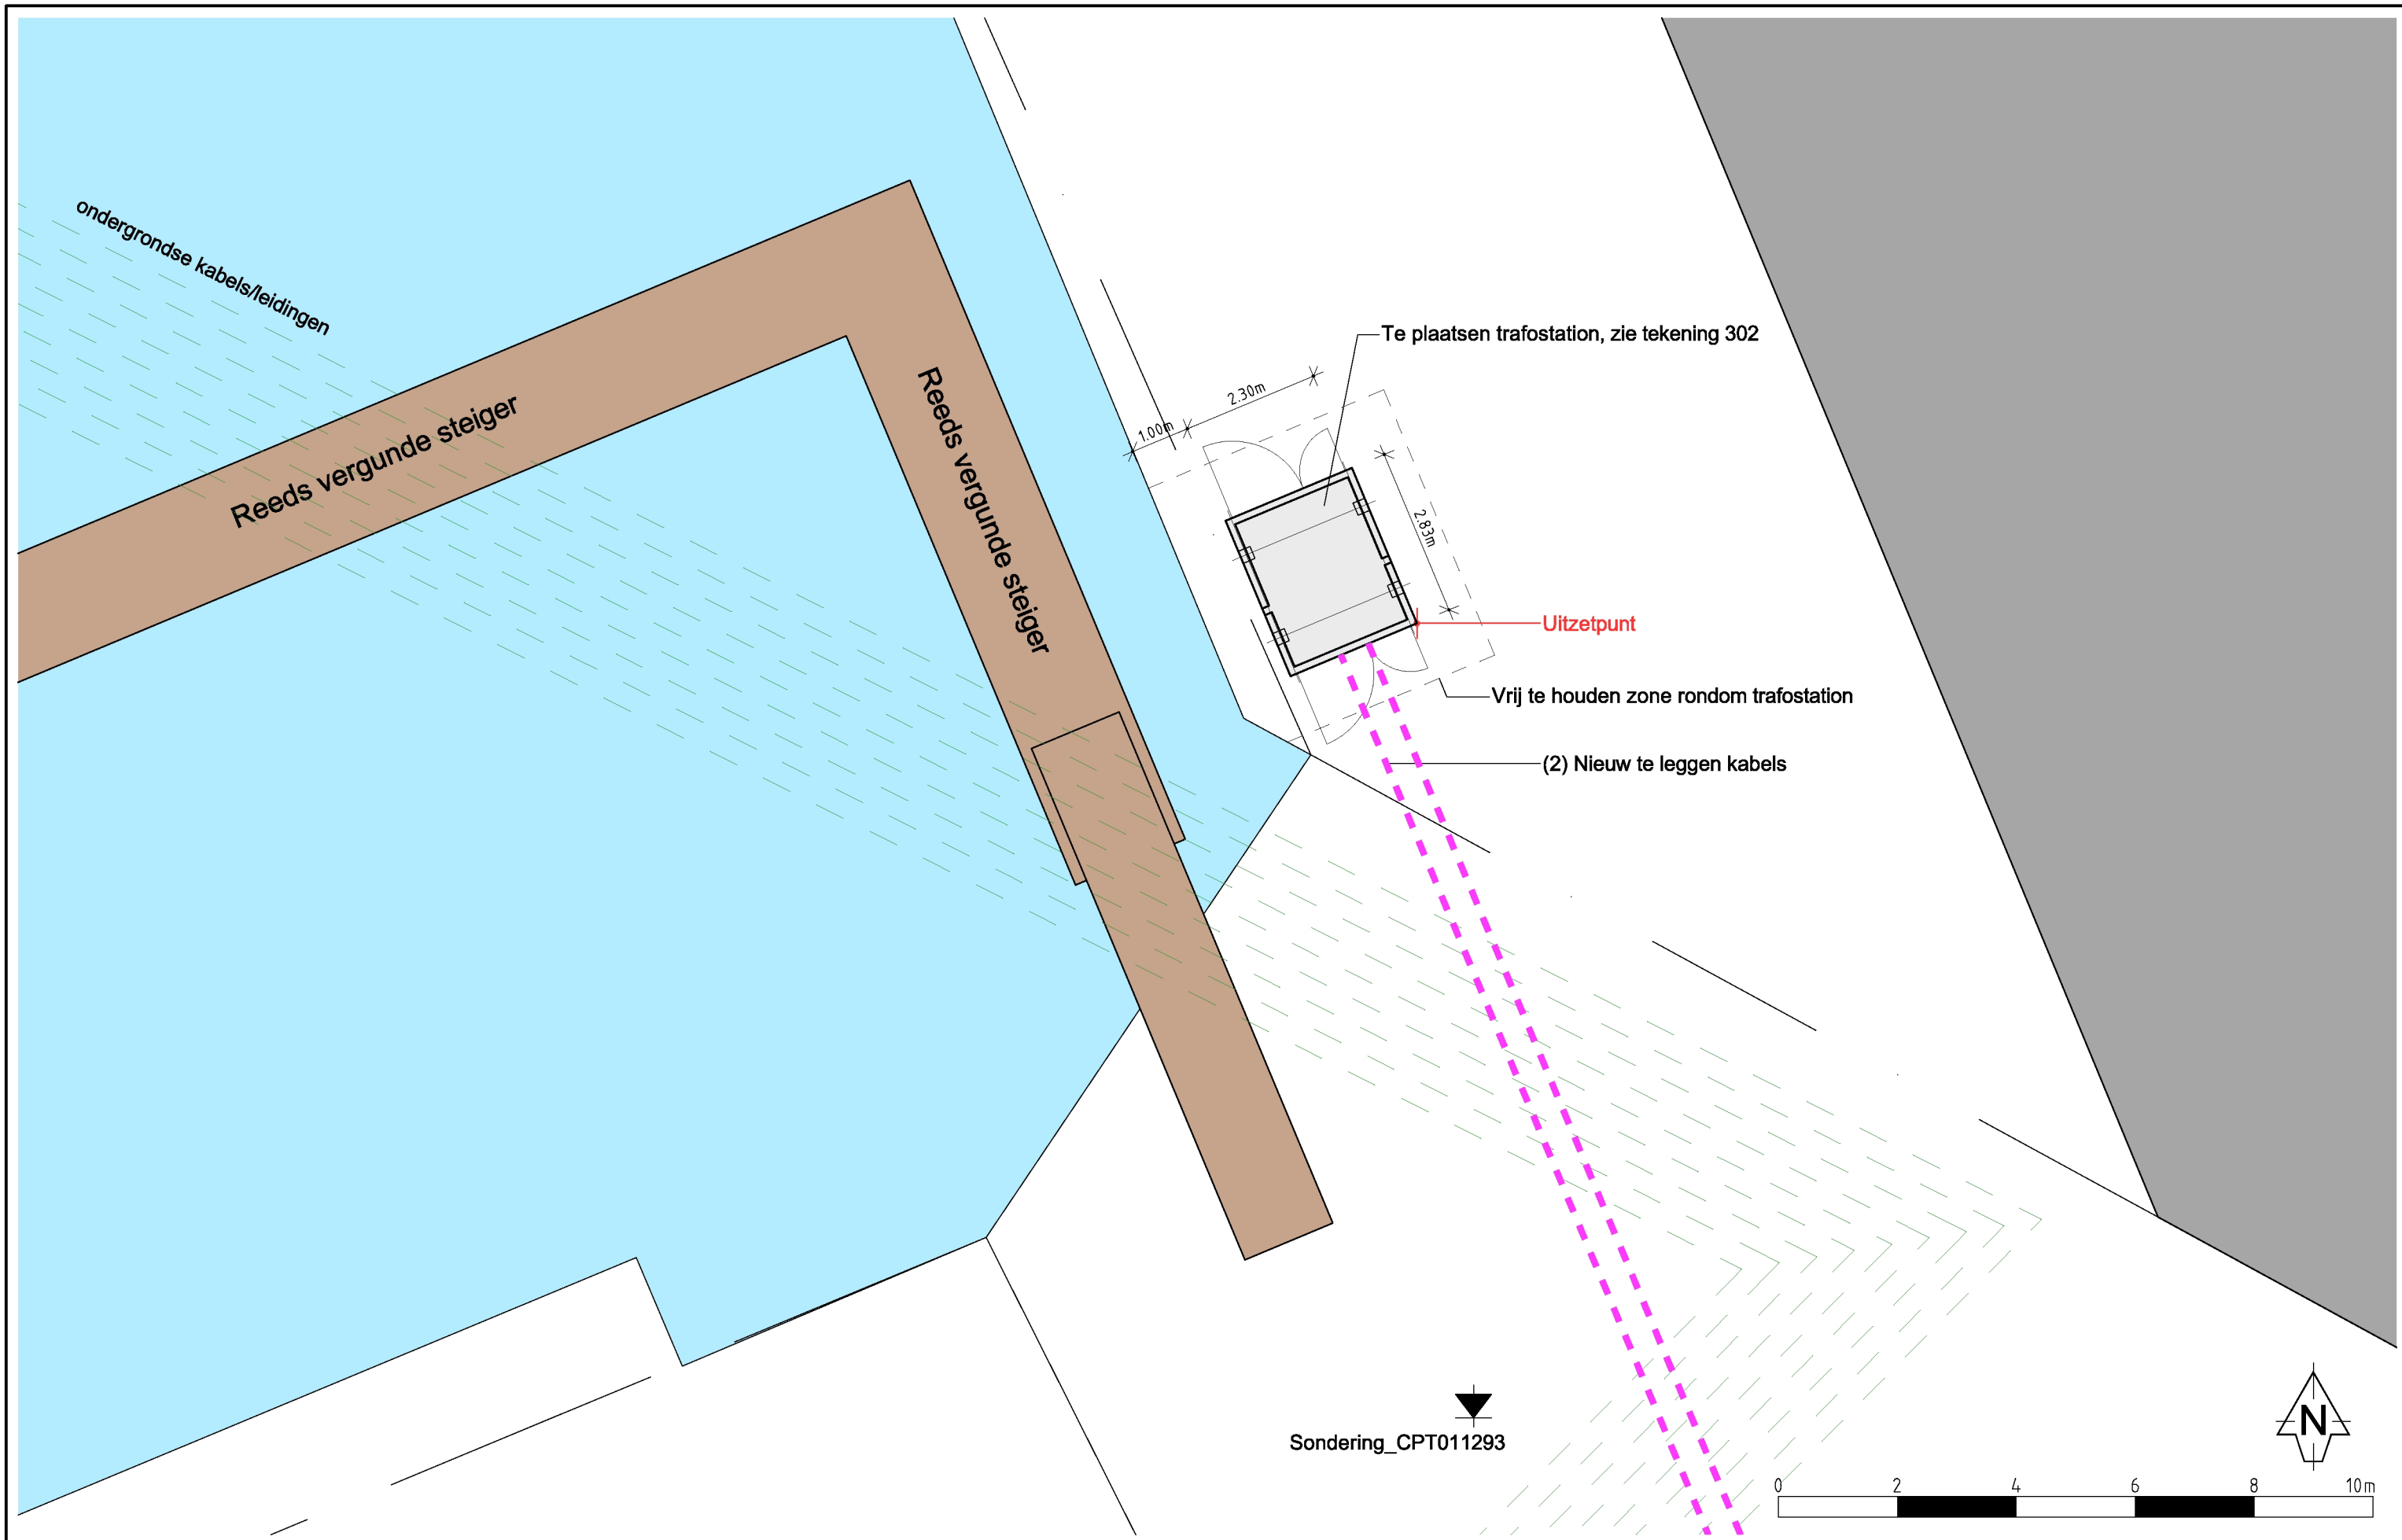 ondergrondse kabels/leidingen
Reeds vergunde steiger
Reeds vergunde steiger
Te plaatsen trafostation, zie tekening 302
2.30m
1.00m
2.83m
Uitzetpunt
Vrij te houden zone rondom trafostation
(2) Nieuw te leggen kabels
Sondering_CPT011293
N
0 2 4 6 8 10m